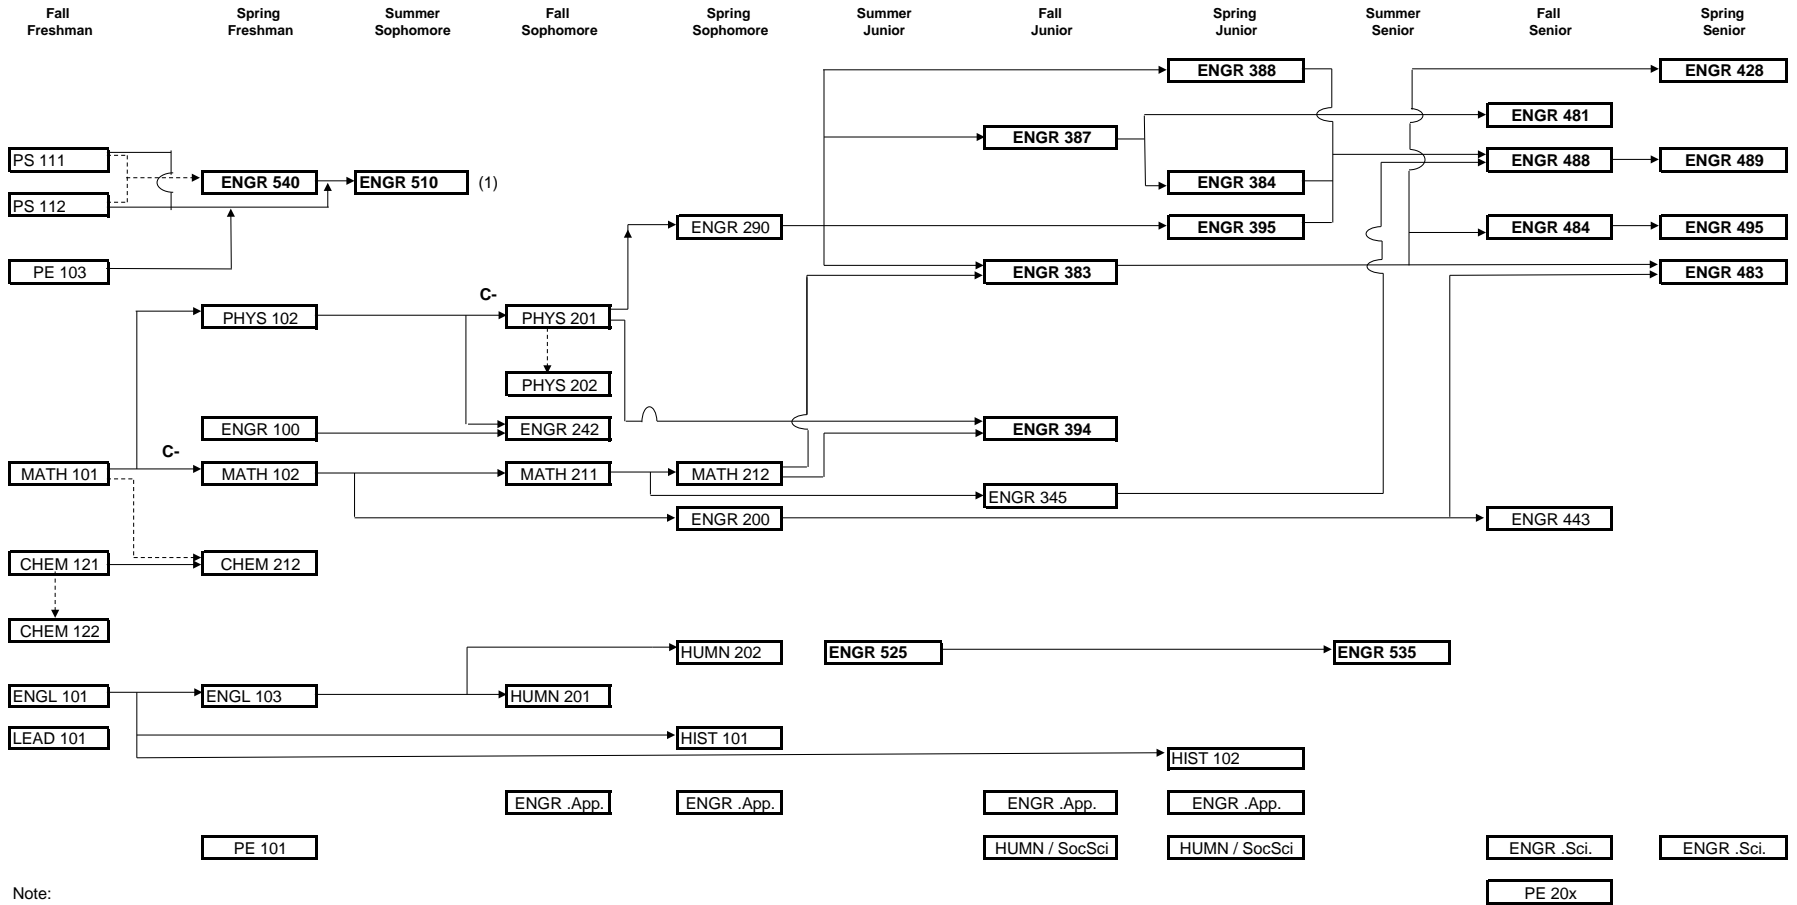 Fall Spring Summer Fall Spring Summer Fall Spring Summer Fall Spring
Freshman Freshman Sophomore Sophomore Sophomore Junior Junior Junior Senior Senior Senior
ENGR 388 ENGR 428
ENGR 481
ENGR 387
PS 111 ENGR 488 ENGR 489
ENGR 540 ENGR 510 (1) ENGR 384
PS 112
ENGR 290 ENGR 395 ENGR 484 ENGR 495
PE 103 ENGR 383 ENGR 483
C-
PHYS 102 PHYS 201
PHYS 202
ENGR 100 ENGR 242 ENGR 394
C-
MATH 101 MATH 102 MATH 211 MATH 212
ENGR 345
ENGR 200 ENGR 443
CHEM 121 CHEM 212
CHEM 122
HUMN 202 ENGR 525 ENGR 535
ENGL 101 ENGL 103 HUMN 201
LEAD 101 HIST 101
HIST 102
ENGR .App. ENGR .App. ENGR .App. ENGR .App.
PE 101 HUMN / SocSci HUMN / SocSci ENGR .Sci. ENGR .Sci.
Note: PE 20x